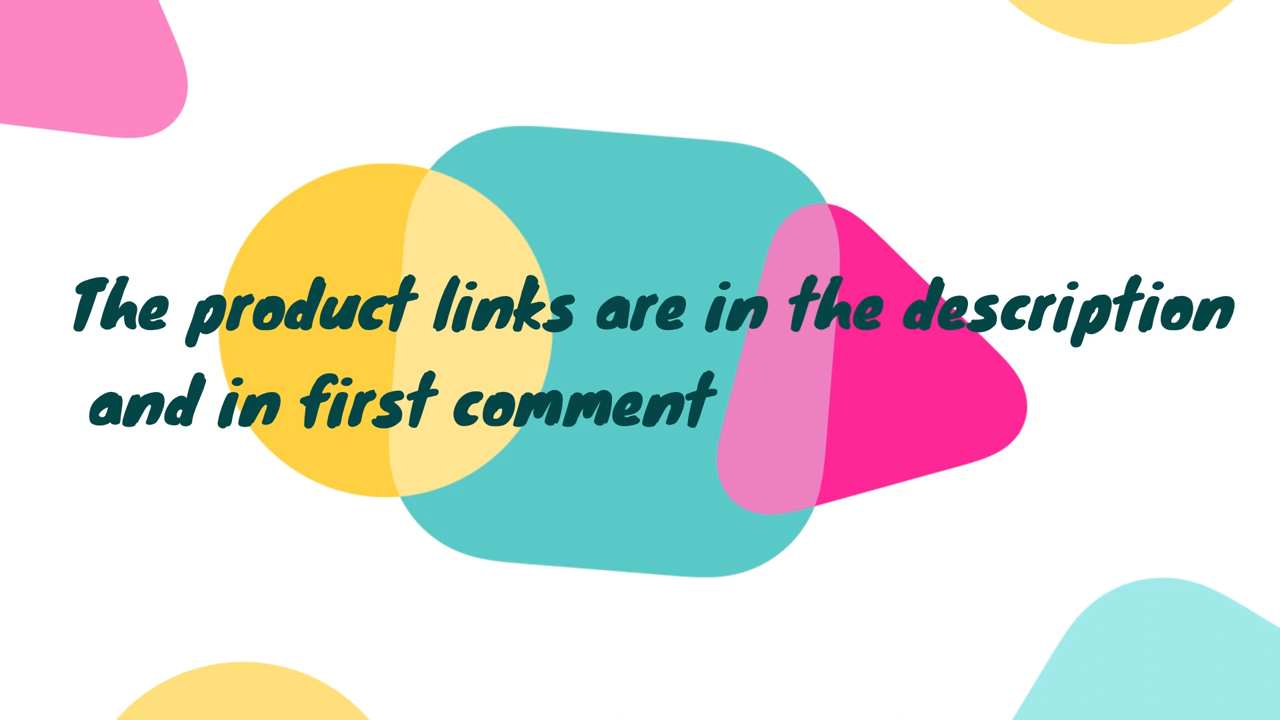 The product links are in the description
and in first comment